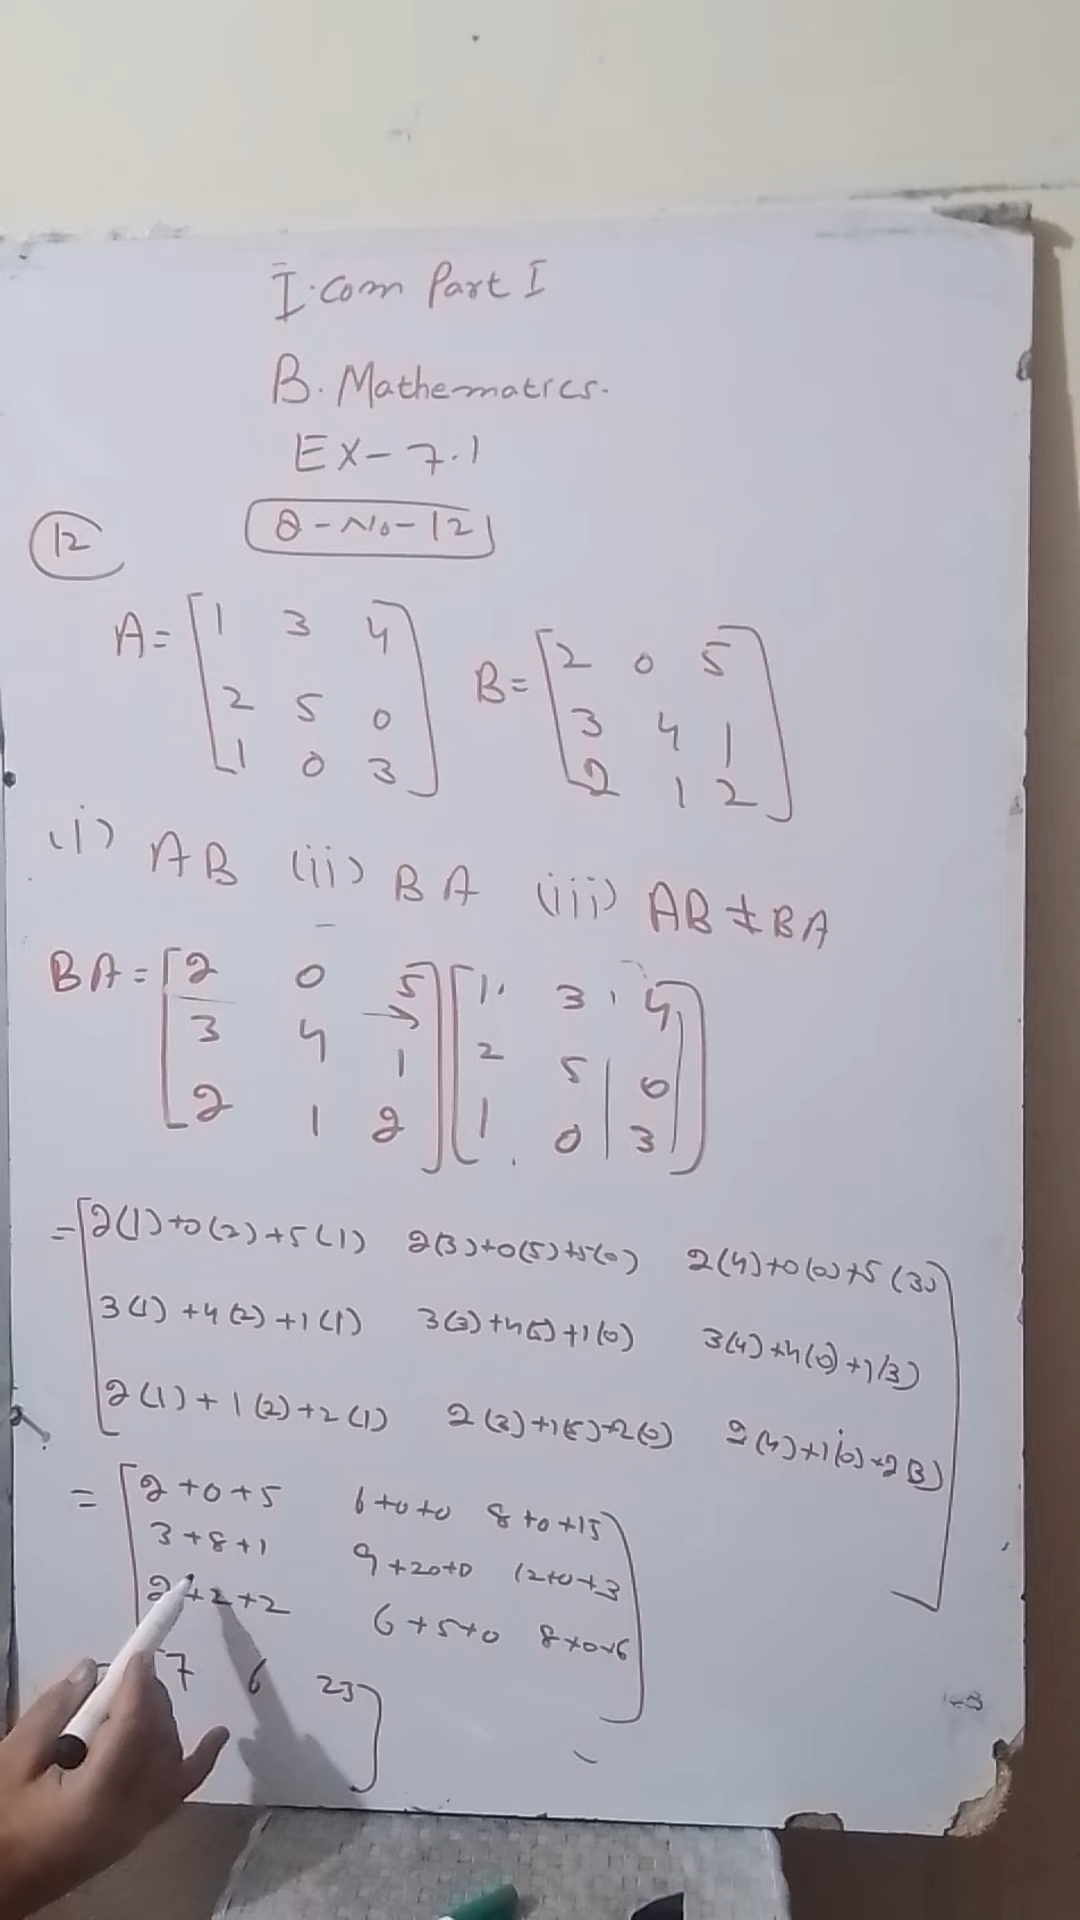 I.Com Part I
B. Mathematics.
EX-7.1
12
Q-No-12
A= [1 3 4
2 5 0
1 0 3]
B= [2 0 5
3 4 1
2 1 2]
(i) AB (ii) BA (iii) AB ≠ BA
BA= [2 0 5] [1 3 4]
3 4 1 2 5 0
2 1 2 1 0 3
= [2(1)+0(2)+5(1) 2(3)+0(5)+5(0) 2(4)+0(0)+5(3)
3(1)+4(2)+1(1) 3(3)+4(5)+1(0) 3(4)+4(0)+1(3)
2(1)+1(2)+2(1) 2(3)+1(5)+2(0) 2(4)+1(0)+2(3)]
= [2+0+5 6+0+0 8+0+15
3+8+1 9+20+0 12+0+3
2+2+2 6+5+0 8+0+6]
[7 6 23]